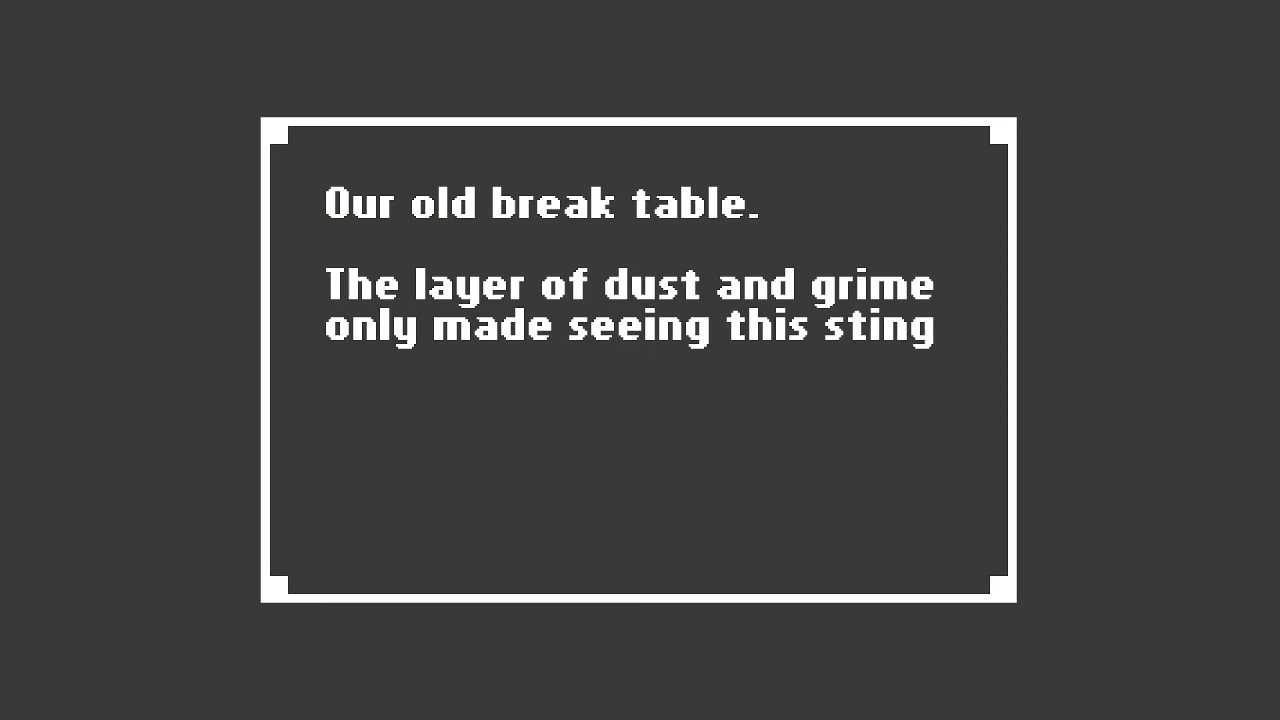 Our old break table.
The layer of dust and grime
only made seeing this sting